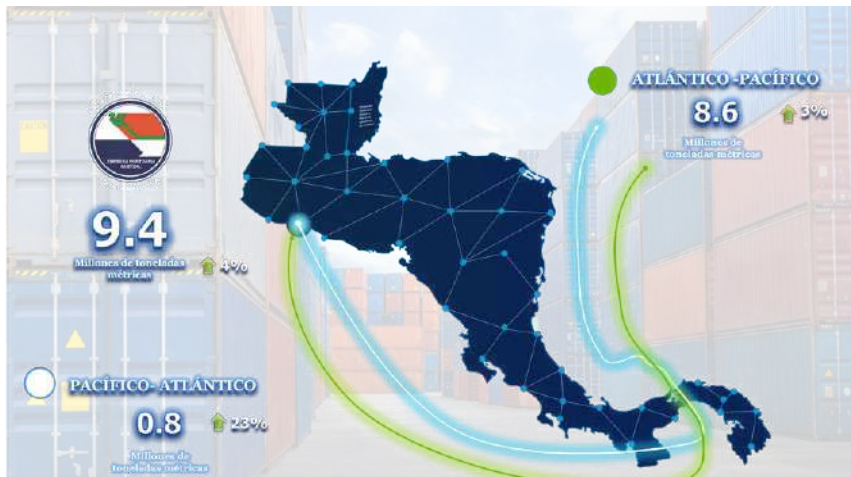 ATLÁNTICO -PACÍFICO
8.6
3%
Millones de
toneladas métricas
9.4
Millones de toneladas
métricas
4%
PACÍFICO- ATLÁNTICO
0.8
23%
Millones de
toneladas métricas